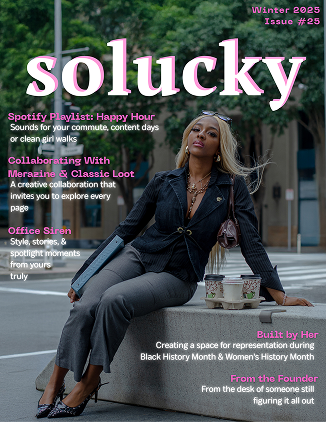 Winter 2025
Issue #25
solucky
Spotify Playlist: Happy Hour
Sounds for your commute, content days
or clean girl walks
Collaborating With
Merazine & Classic Loot
A creative collaboration that
invites you to explore every
page
Office Siren
Style, stories, &
spotlight moments
from yours
truly
Built by Her
Creating a space for representation during
Black History Month & Women's History Month
From the Founder
From the desk of someone still
figuring it all out